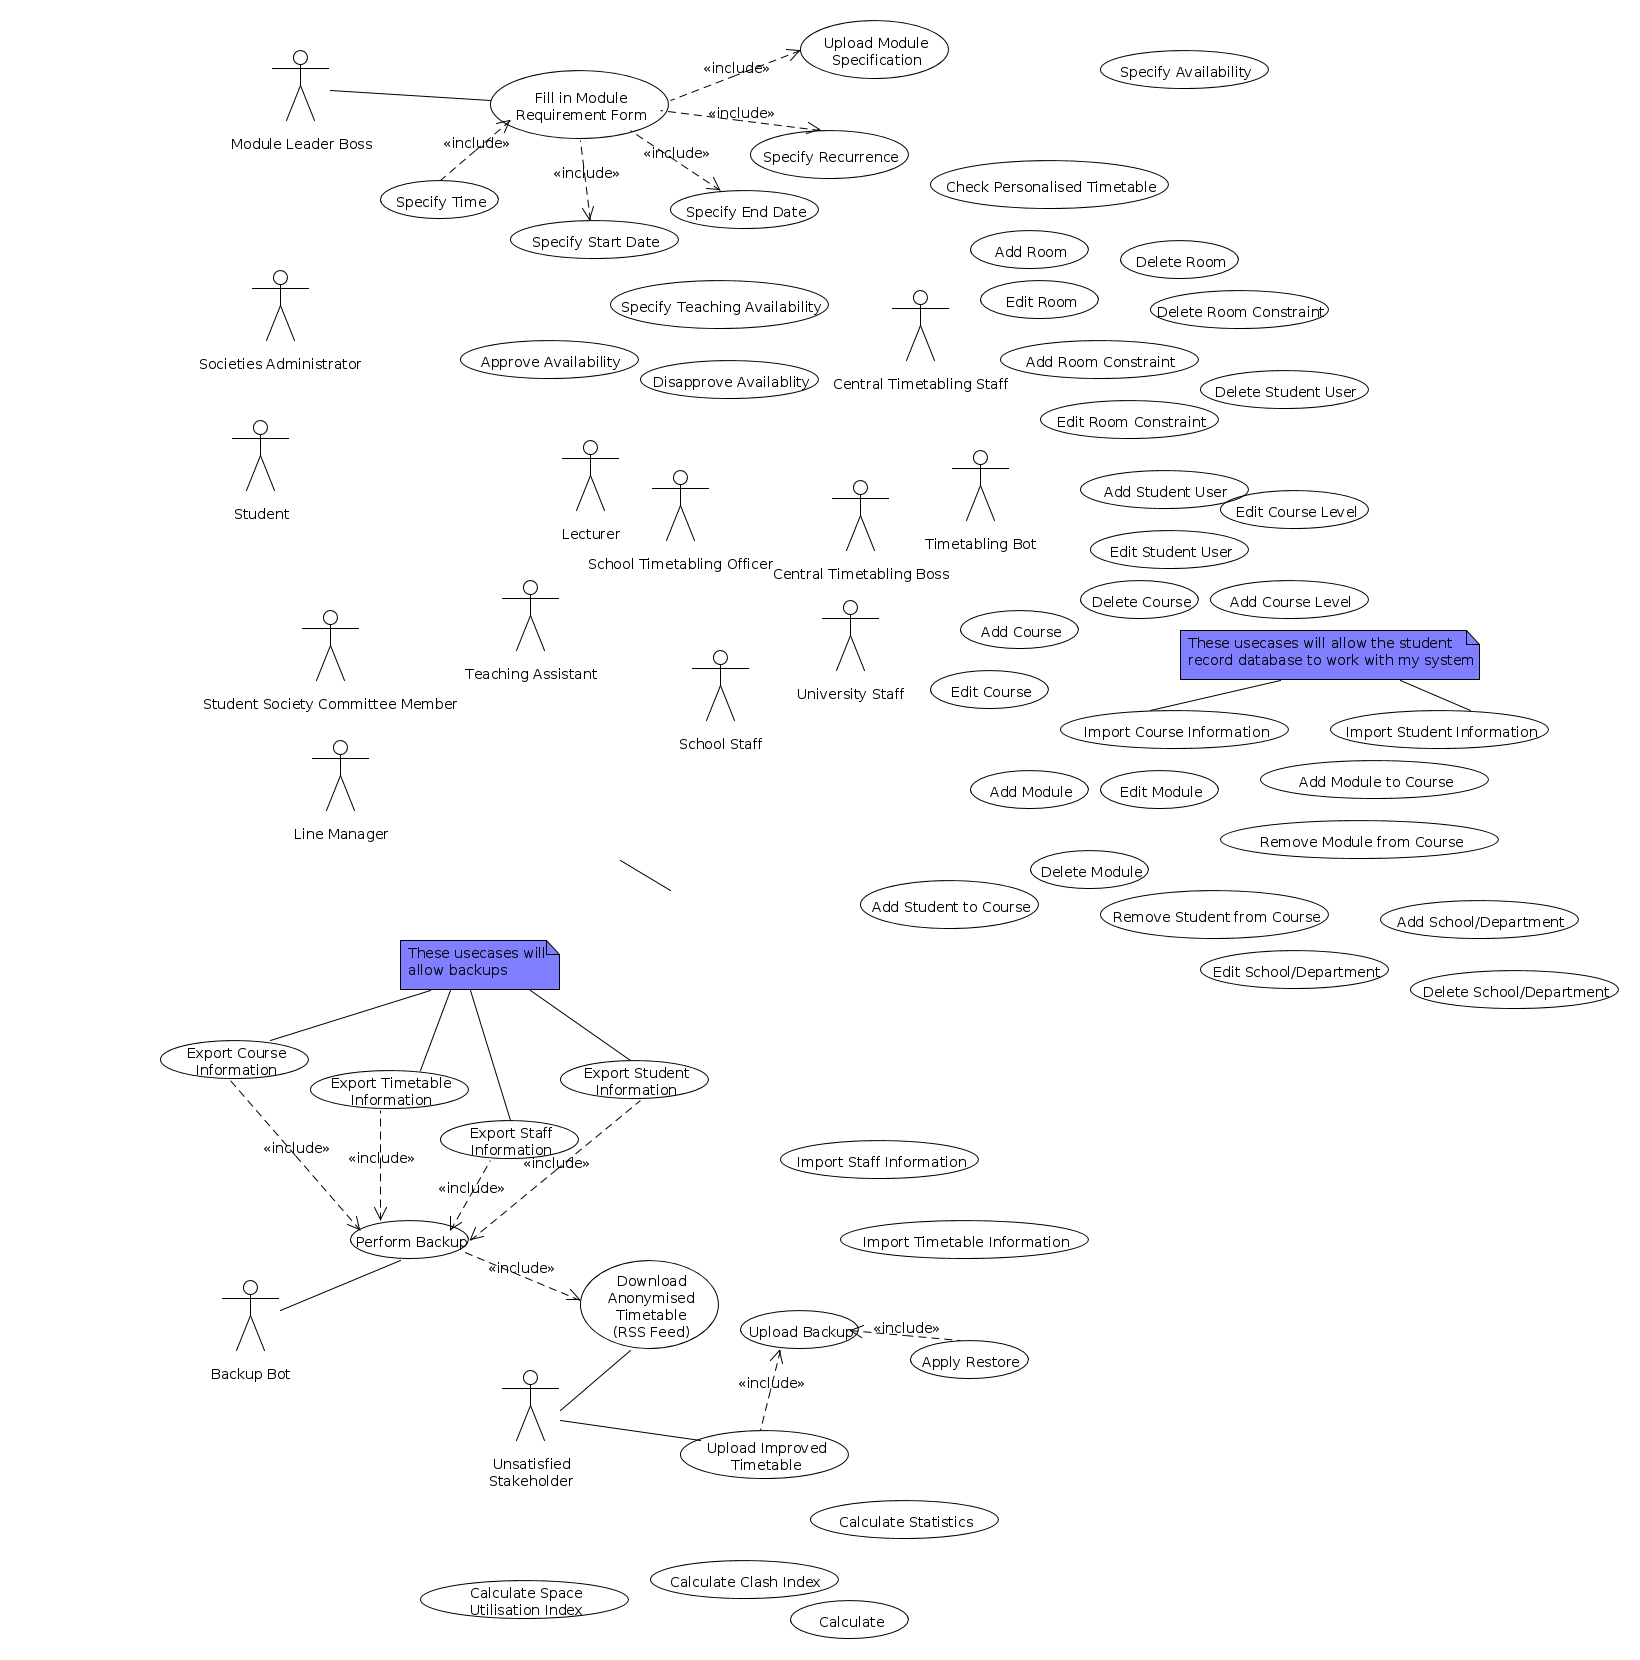 Upload Module
Specification
«include»
Specify Availability
Fill in Module
Requirement Form
«include»
Module Leader Boss
«include»
«include»
Specify Recurrence
«include»
Check Personalised Timetable
Specify Time
Specify End Date
Specify Start Date
Add Room
Delete Room
Specify Teaching Availability
Edit Room
Delete Room Constraint
Societies Administrator
Approve Availability
Disapprove Availablity
Central Timetabling Staff
Add Room Constraint
Delete Student User
Edit Room Constraint
Student
Lecturer
Add Student User
Edit Course Level
School Timetabling Officer
Central Timetabling Boss
Timetabling Bot
Edit Student User
Delete Course
Add Course Level
Add Course
These usecases will allow the student
record database to work with my system
Teaching Assistant
University Staff
Edit Course
Student Society Committee Member
School Staff
Import Course Information
Import Student Information
Add Module
Edit Module
Add Module to Course
Line Manager
Remove Module from Course
Delete Module
Add Student to Course
Remove Student from Course
Add School/Department
These usecases will
allow backups
Edit School/Department
Delete School/Department
Export Course
Information
Export Timetable
Information
Export Student
Information
Export Staff
Information
«include»
«include»
«include»
«include»
Import Staff Information
Perform Backup
Import Timetable Information
«include»
Download
Anonymised
Timetable
(RSS Feed)
Upload Backup
«include»
Apply Restore
Backup Bot
«include»
Unsatisfied
Stakeholder
Upload Improved
Timetable
Calculate Statistics
Calculate Space
Utilisation Index
Calculate Clash Index
Calculate